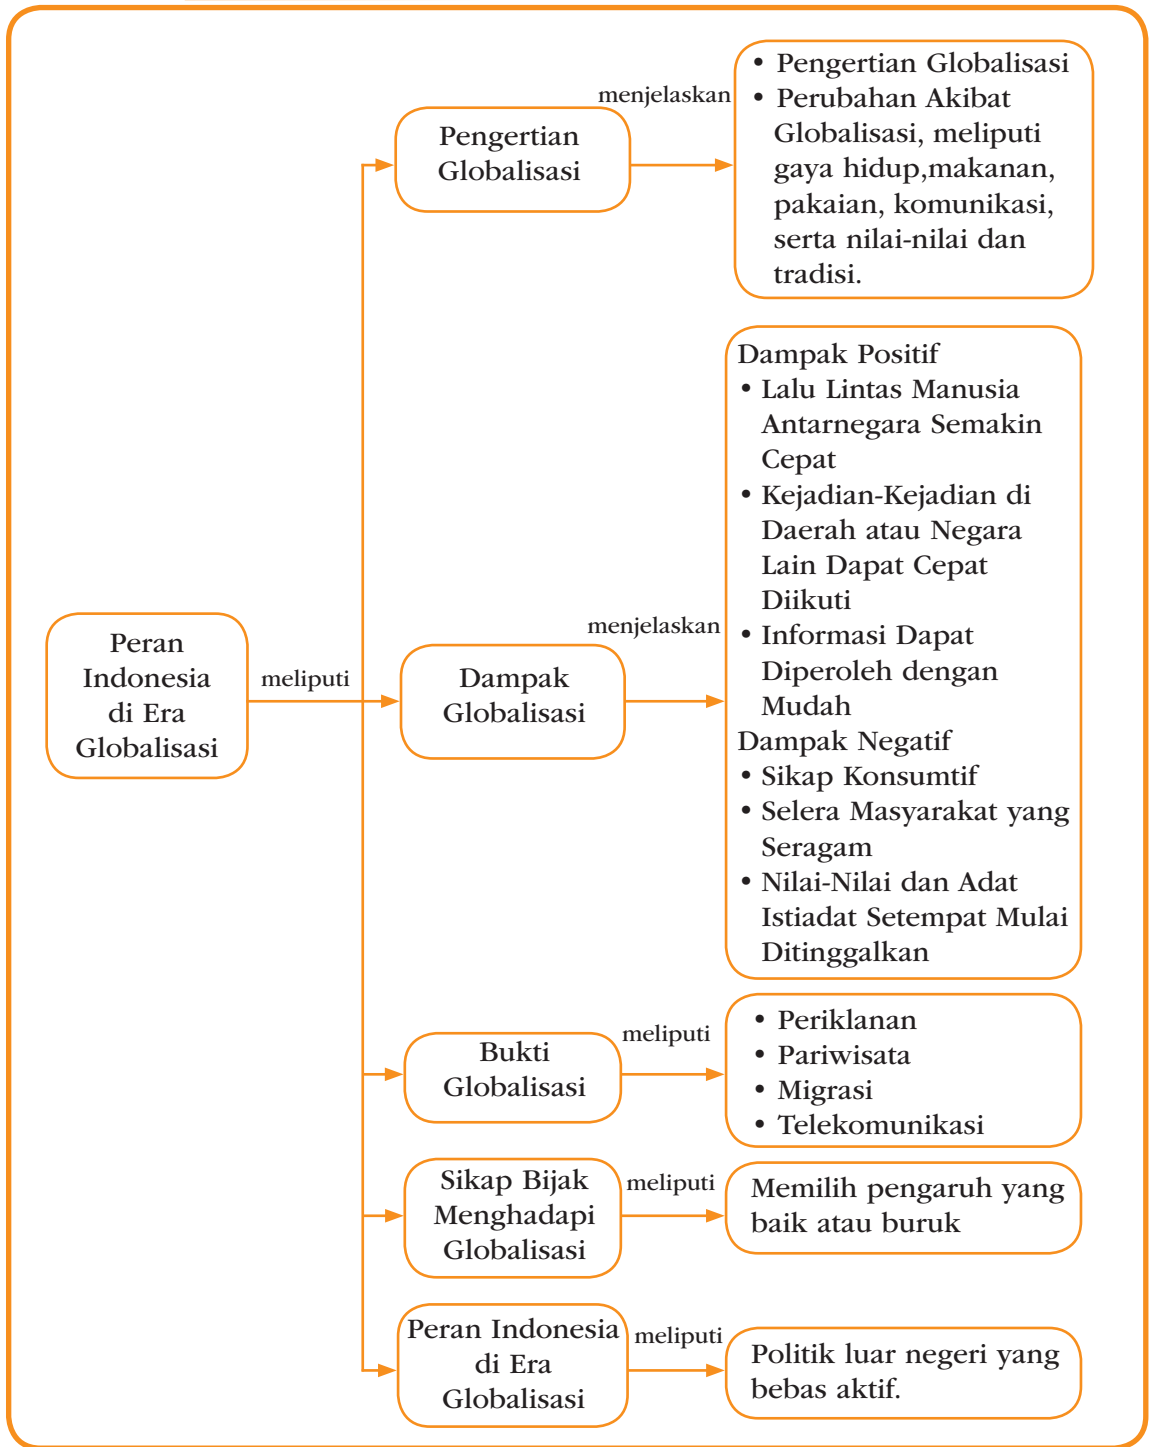 Peran
Indonesia
di Era
Globalisasi
meliputi
Pengertian
Globalisasi
menjelaskan
• Pengertian Globalisasi
• Perubahan Akibat
Globalisasi, meliputi
gaya hidup,makanan,
pakaian, komunikasi,
serta nilai-nilai dan
tradisi.
Dampak
Globalisasi
menjelaskan
Dampak Positif
• Lalu Lintas Manusia
Antarnegara Semakin
Cepat
• Kejadian-Kejadian di
Daerah atau Negara
Lain Dapat Cepat
Diikuti
• Informasi Dapat
Diperoleh dengan
Mudah
Dampak Negatif
• Sikap Konsumtif
• Selera Masyarakat yang
Seragam
• Nilai-Nilai dan Adat
Istiadat Setempat Mulai
Ditinggalkan
Bukti
Globalisasi
meliputi
• Periklanan
• Pariwisata
• Migrasi
• Telekomunikasi
Sikap Bijak
Menghadapi
Globalisasi
meliputi
Memilih pengaruh yang
baik atau buruk
Peran Indonesia
di Era
Globalisasi
meliputi
Politik luar negeri yang
bebas aktif.